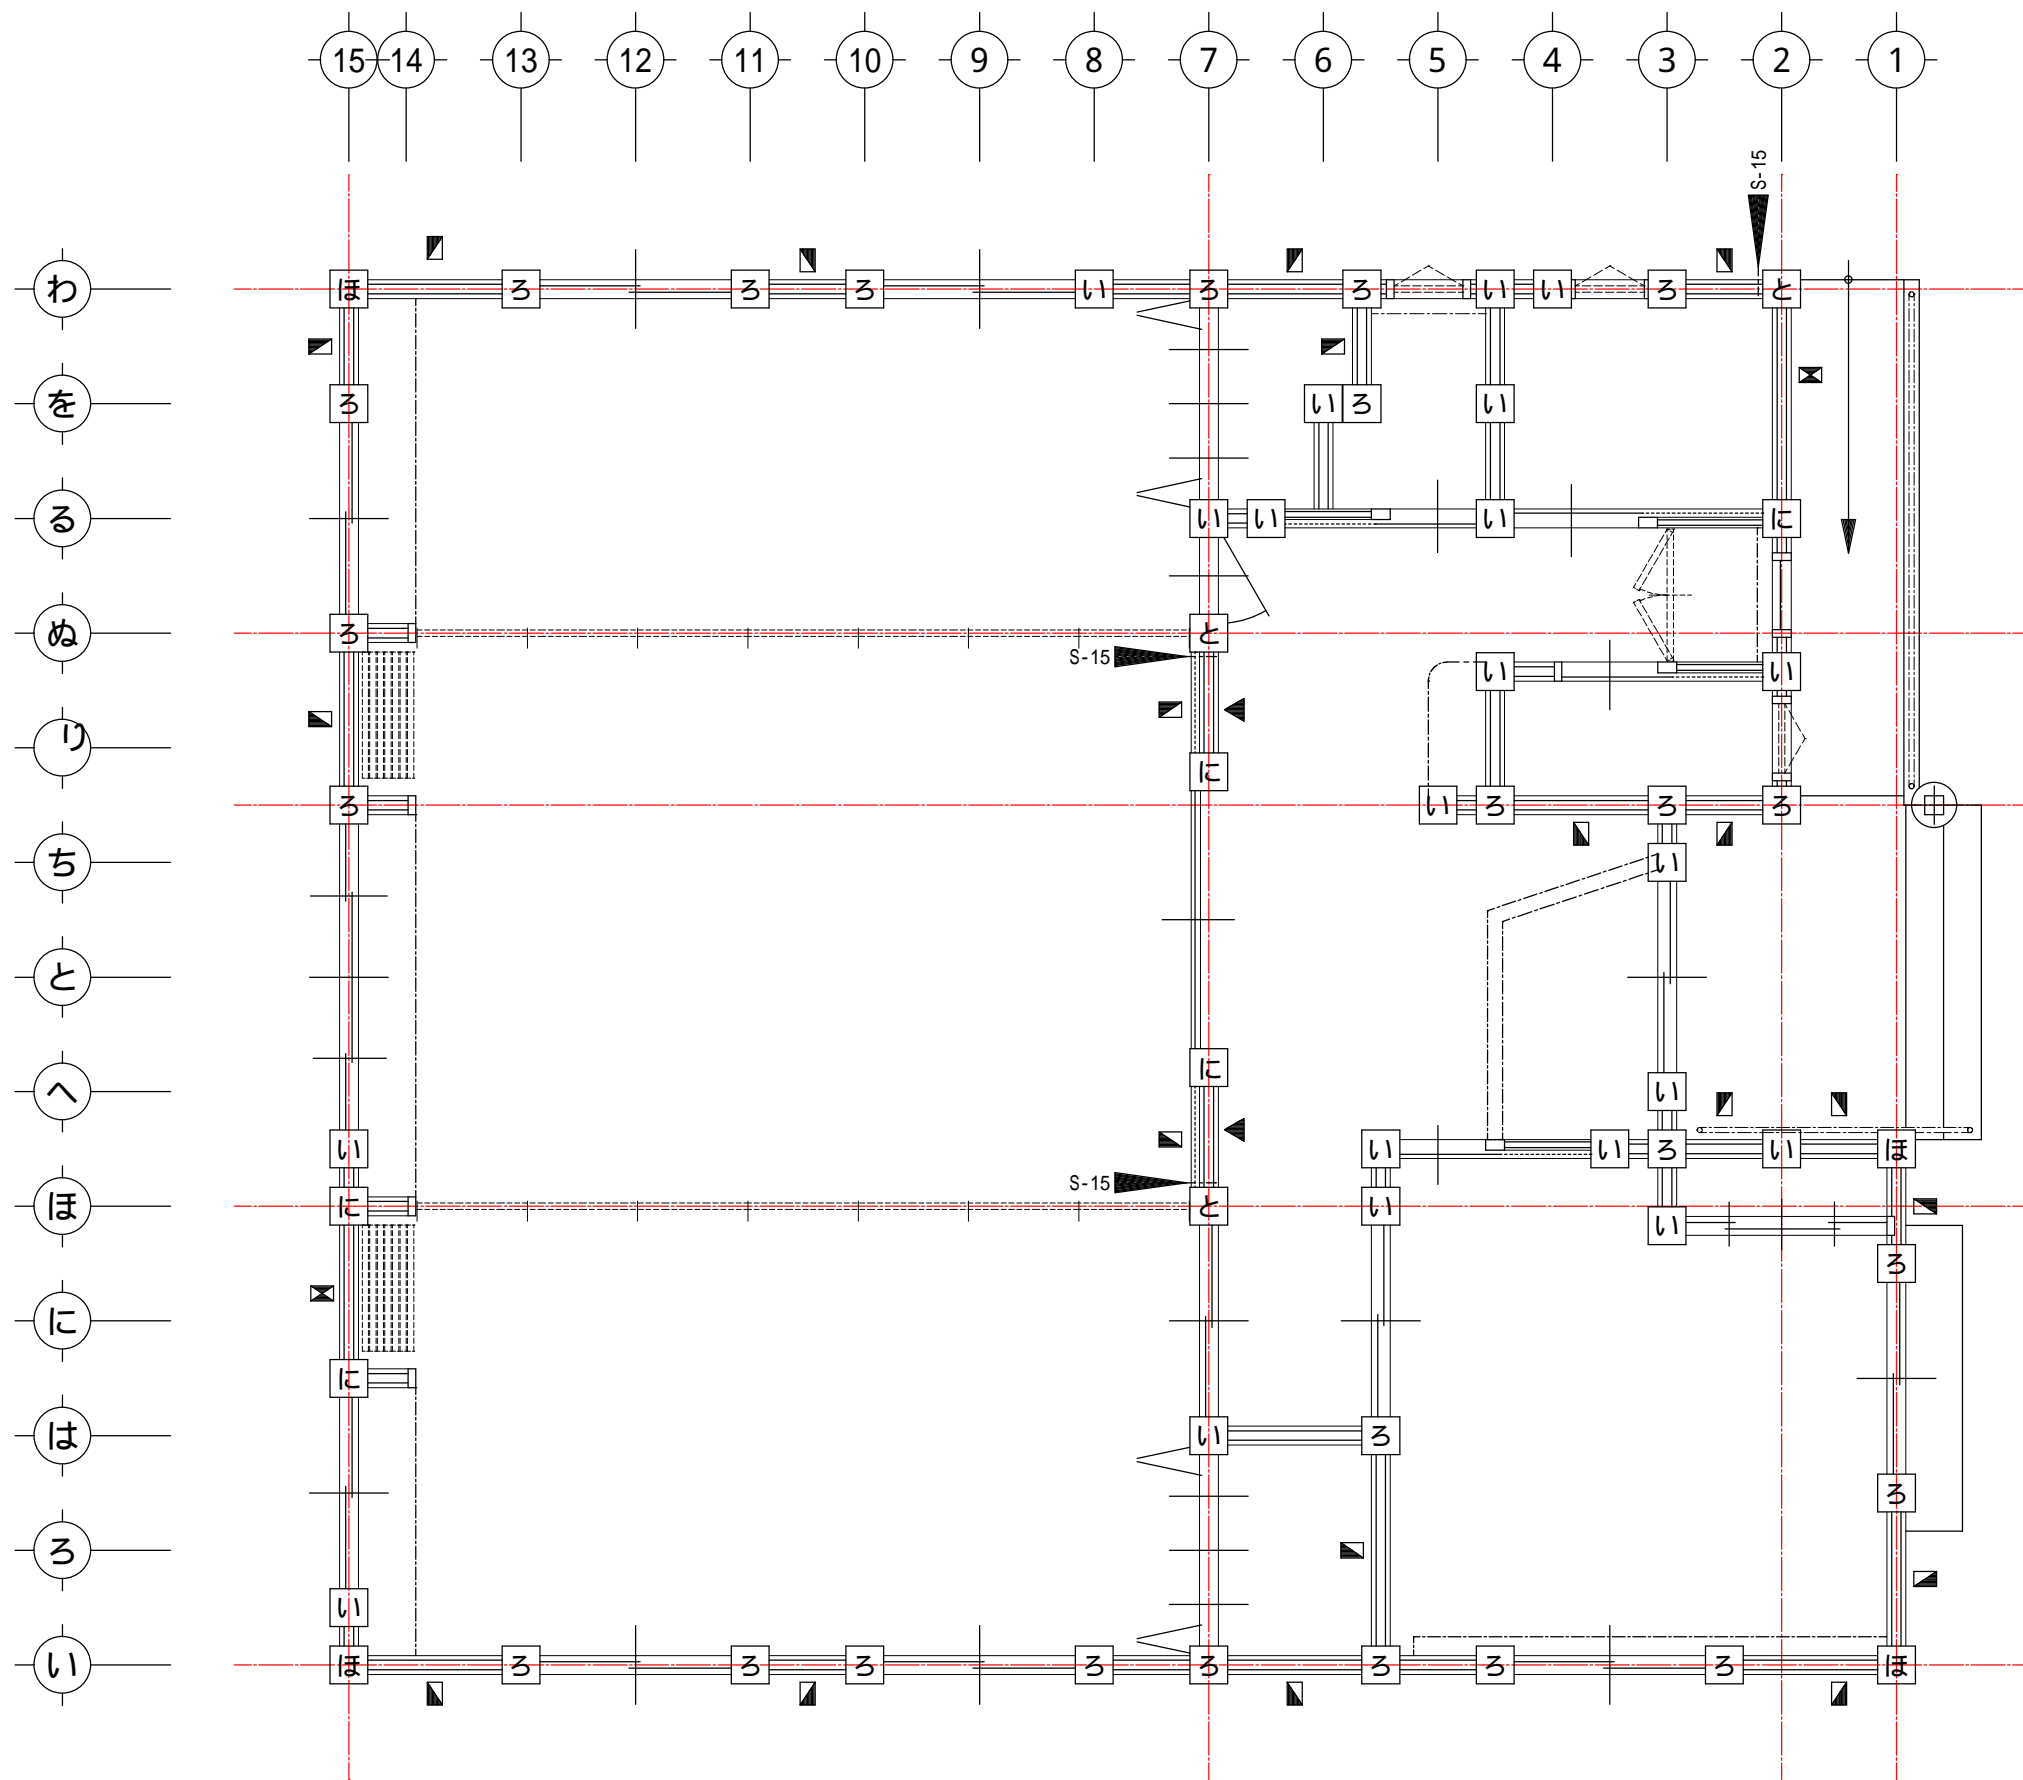 15 14 13 12 11 10 9 8 7 6 5 4 3 2 1
S-15
わ ほ ろ ろ ろ い ろ ろ い い ろ と
を ろ い ろ い
る い い い に
ぬ ろ と
S-15
い い
り
に
ろ い ろ ろ ろ
ち い
と
に
へ い
い い い ろ い ほ
S-15
ほ に と い
い
ろ
に
に
は い ろ
ろ
ろ
い
い ほ ろ ろ ろ ろ ろ ろ ろ ろ ほ